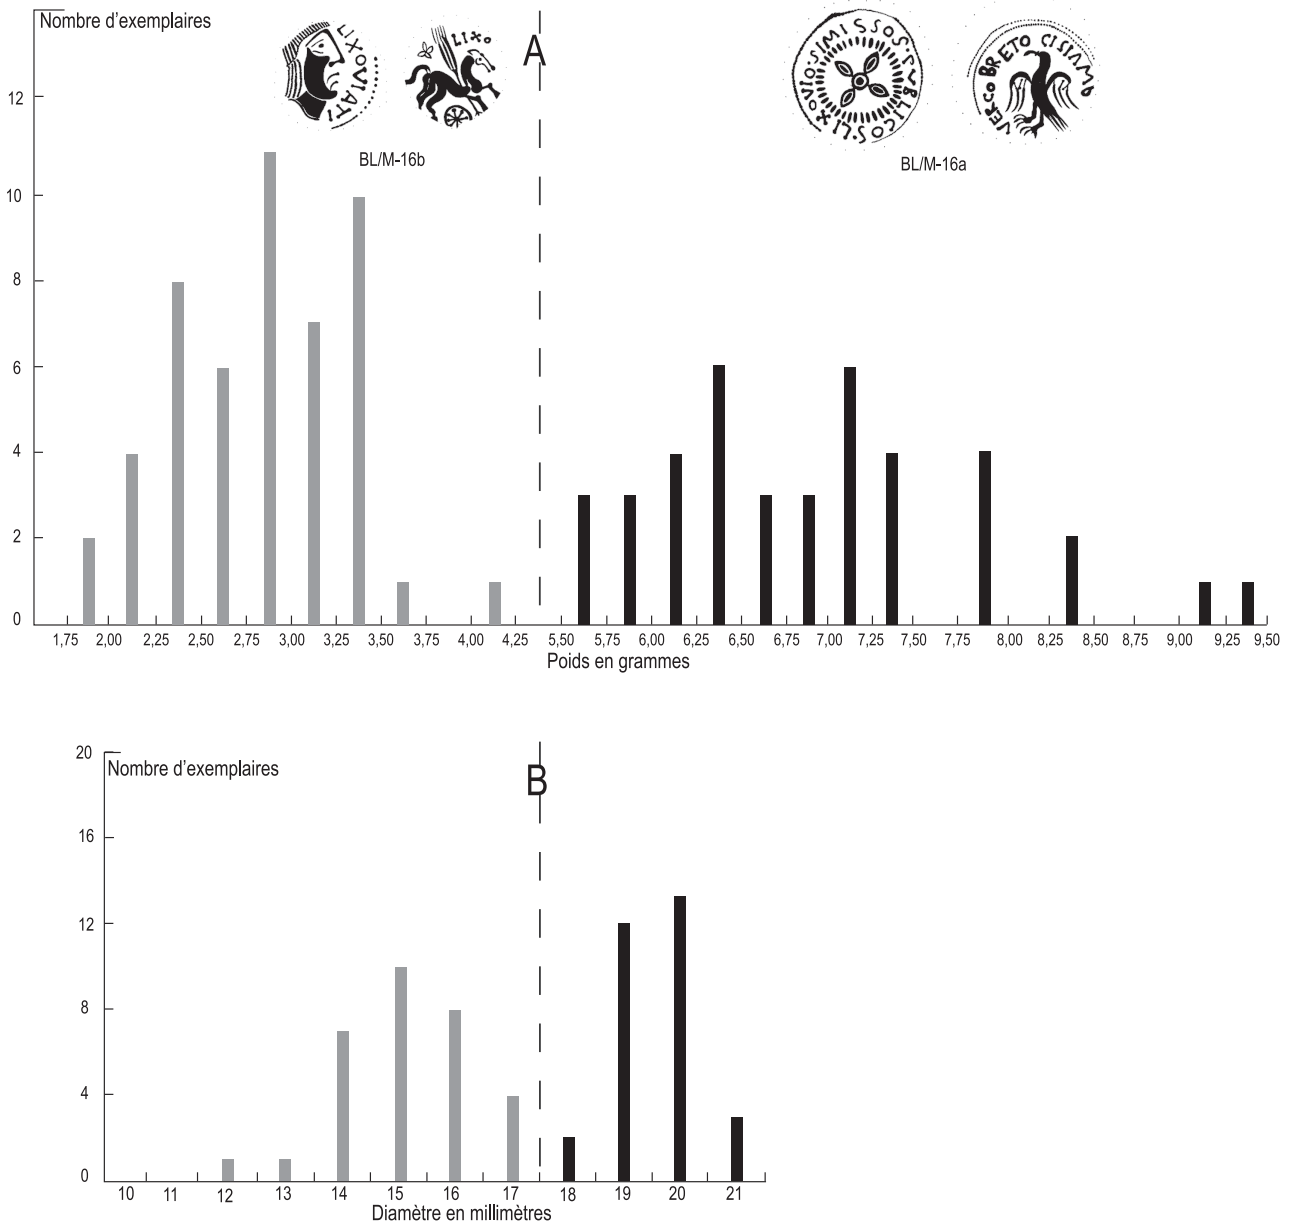 Nombre d'exemplaires
A
12
10
8
6
4
2
0
LIXOVIATI
LIXO
BL/M-16b
LIXOVIO·SIMISSOS·PVBLICOS·
VERCOBRETO CISIAMB
BL/M-16a
1,75 2,00 2,25 2,50 2,75 3,00 3,25 3,50 3,75 4,00 4,25 5,50 5,75 6,00 6,25 6,50 6,75 7,00 7,25 7,50 7,75 8,00 8,25 8,50 8,75 9,00 9,25 9,50
Poids en grammes
Nombre d'exemplaires
B
20
16
12
8
4
0
10 11 12 13 14 15 16 17 18 19 20 21
Diamètre en millimètres